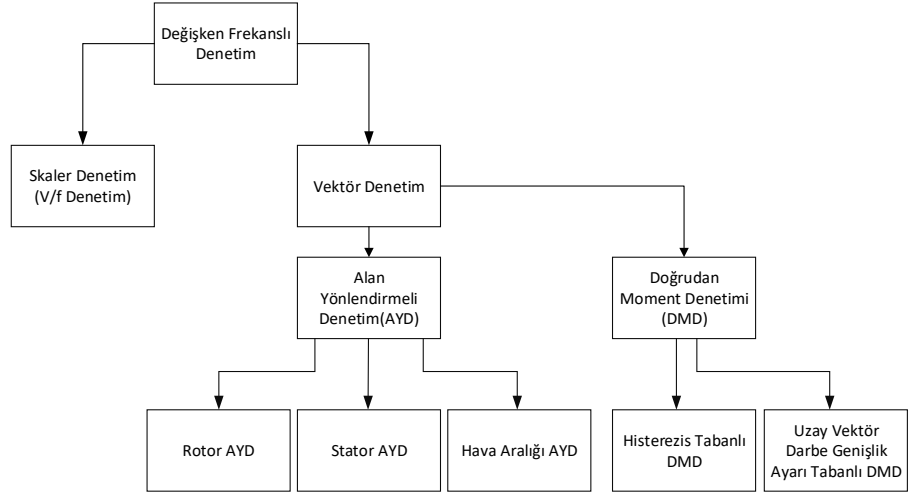 Değişken Frekanslı
Denetim
Skaler Denetim
(V/f Denetim)
Vektör Denetim
Alan
Yönlendirmeli
Denetim(AYD)
Doğrudan
Moment Denetimi
(DMD)
Rotor AYD
Stator AYD
Hava Aralığı AYD
Histerezis Tabanlı
DMD
Uzay Vektör
Darbe Genişlik
Ayarı Tabanlı DMD